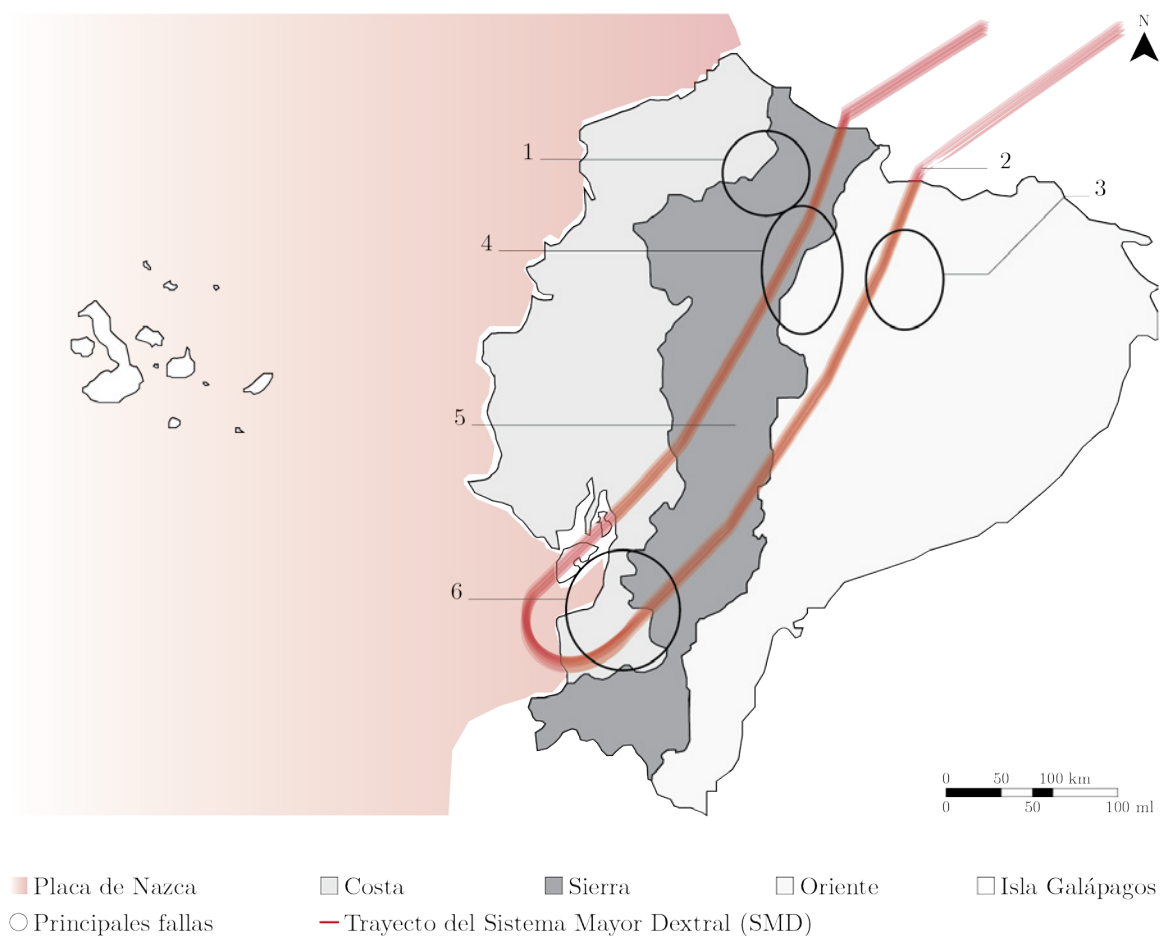 N
1
2
3
4
5
6
0 50 100 km
0 50 100 ml
Placa de Nazca
Costa
Sierra
Oriente
Isla Galápagos
Principales fallas
Trayecto del Sistema Mayor Dextral (SMD)